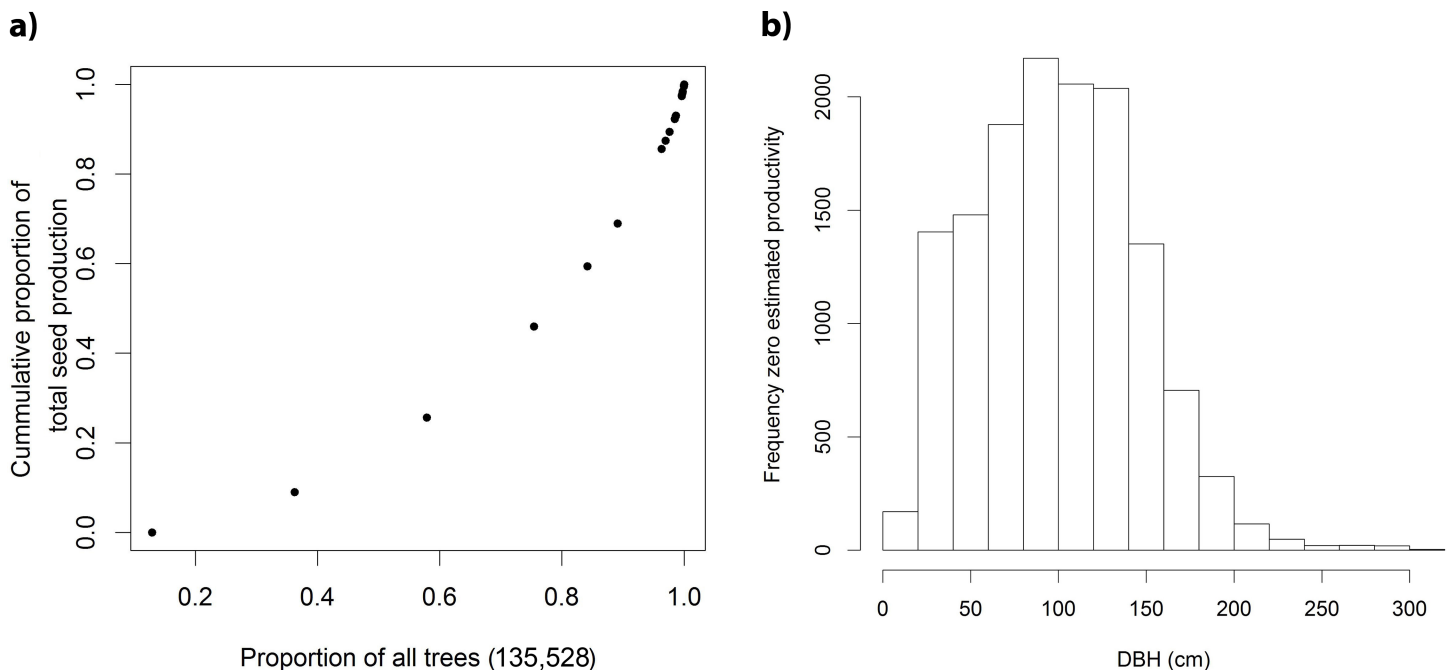 a)
Cummulative proportion of
total seed production
0.0 0.2 0.4 0.6 0.8 1.0
0.2 0.4 0.6 0.8 1.0
Proportion of all trees (135,528)
b)
Frequency zero estimated productivity
0 500 1000 1500 2000
0 50 100 150 200 250 300
DBH (cm)